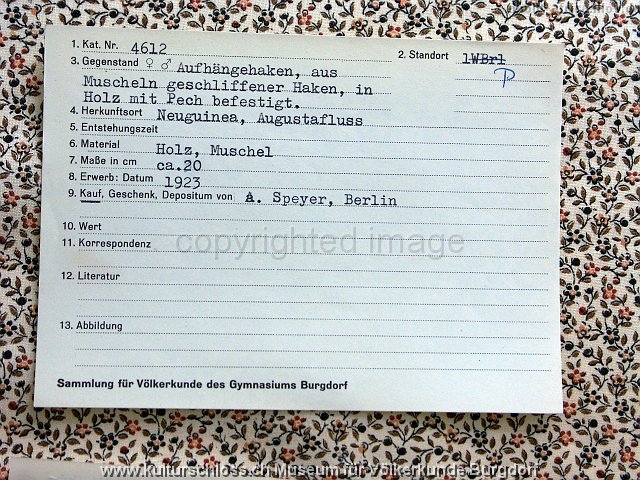 1. Kat. Nr. 4612 2. Standort 1WBr1
3. Gegenstand ♀ ♂ Aufhängehaken, aus P
Muscheln geschliffener Haken, in
Holz mit Pech befestigt.
4. Herkunftsort Neuguinea, Augustafluss
5. Entstehungszeit
6. Material Holz, Muschel
7. Maße in cm ca.20
8. Erwerb: Datum 1923
9. Kauf, Geschenk, Depositum von A. Speyer, Berlin
10. Wert
11. Korrespondenz
copyrighted image
12. Literatur
13. Abbildung
Sammlung für Völkerkunde des Gymnasiums Burgdorf
www.kulturschloss.ch Museum für Völkerkunde Burgdorf